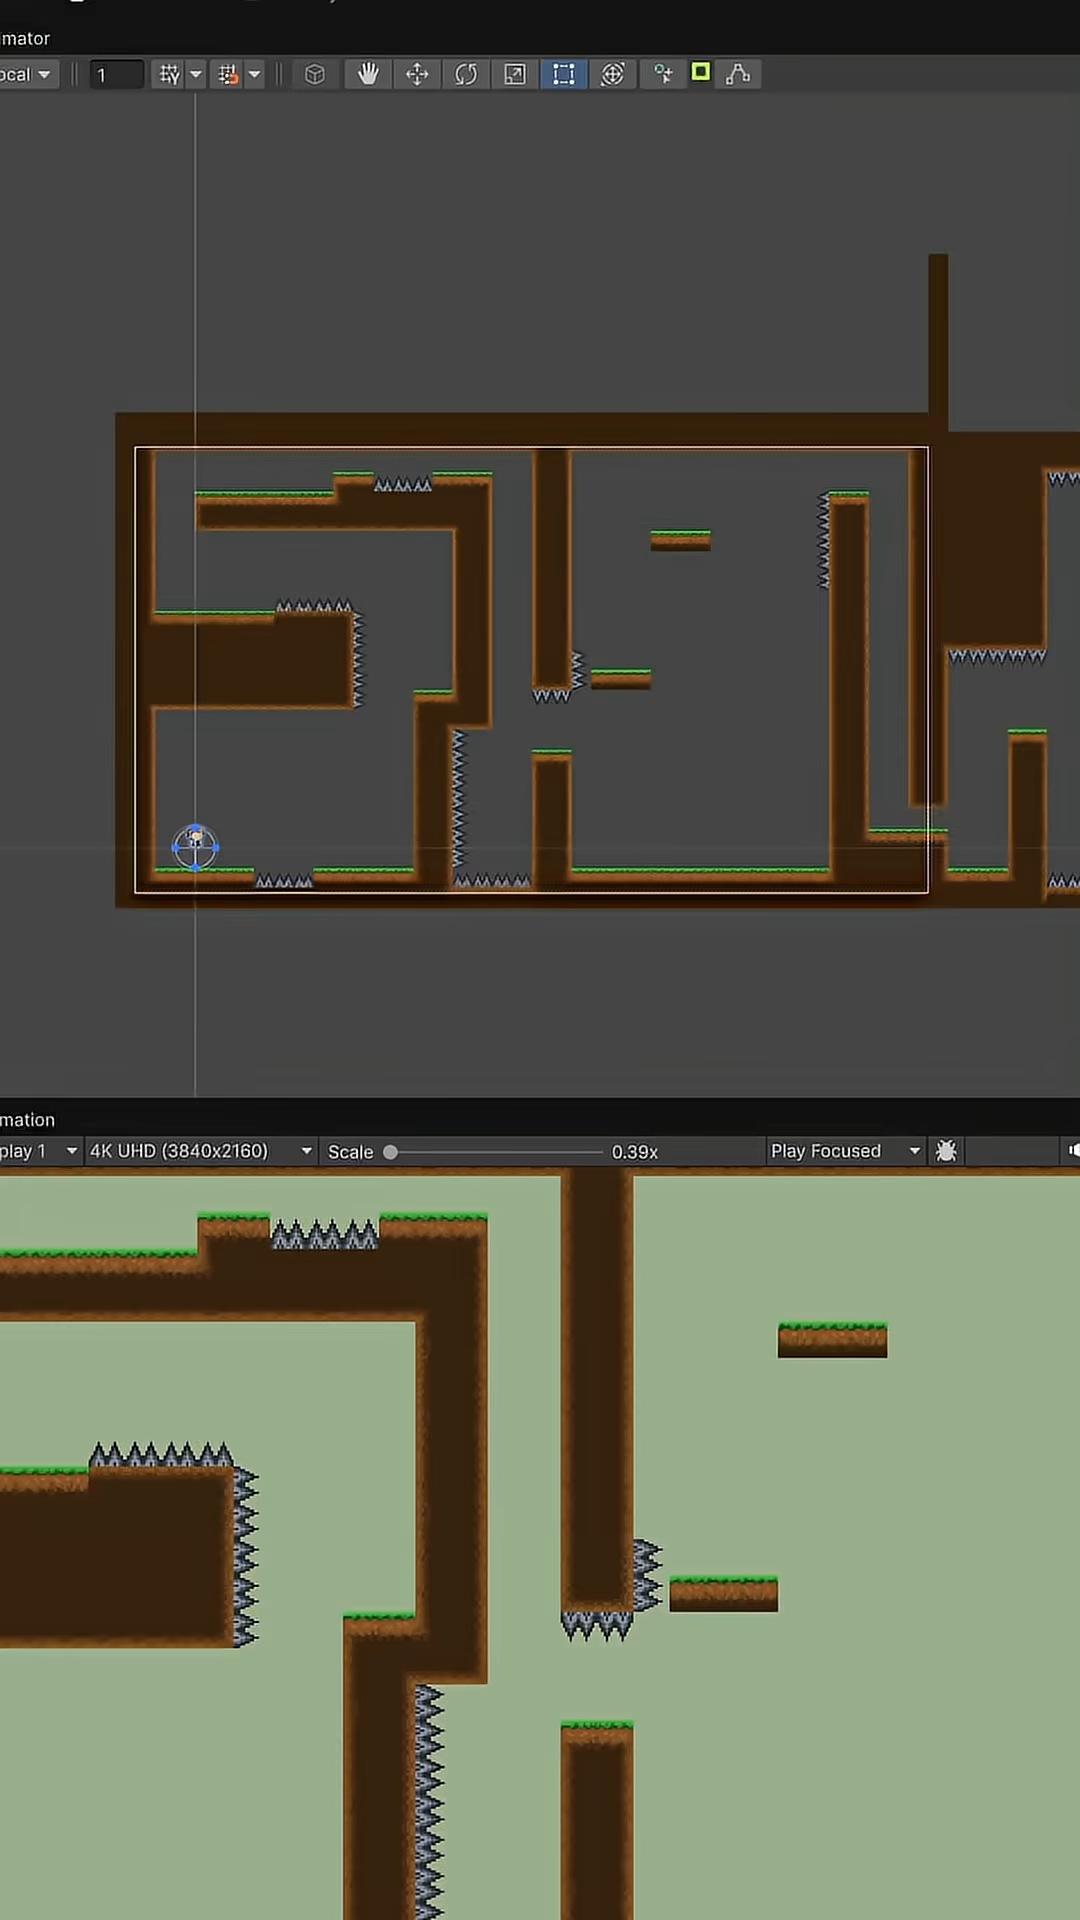 imator
ocal
1
mation
play 1
4K UHD (3840x2160)
Scale
0.39x
Play Focused